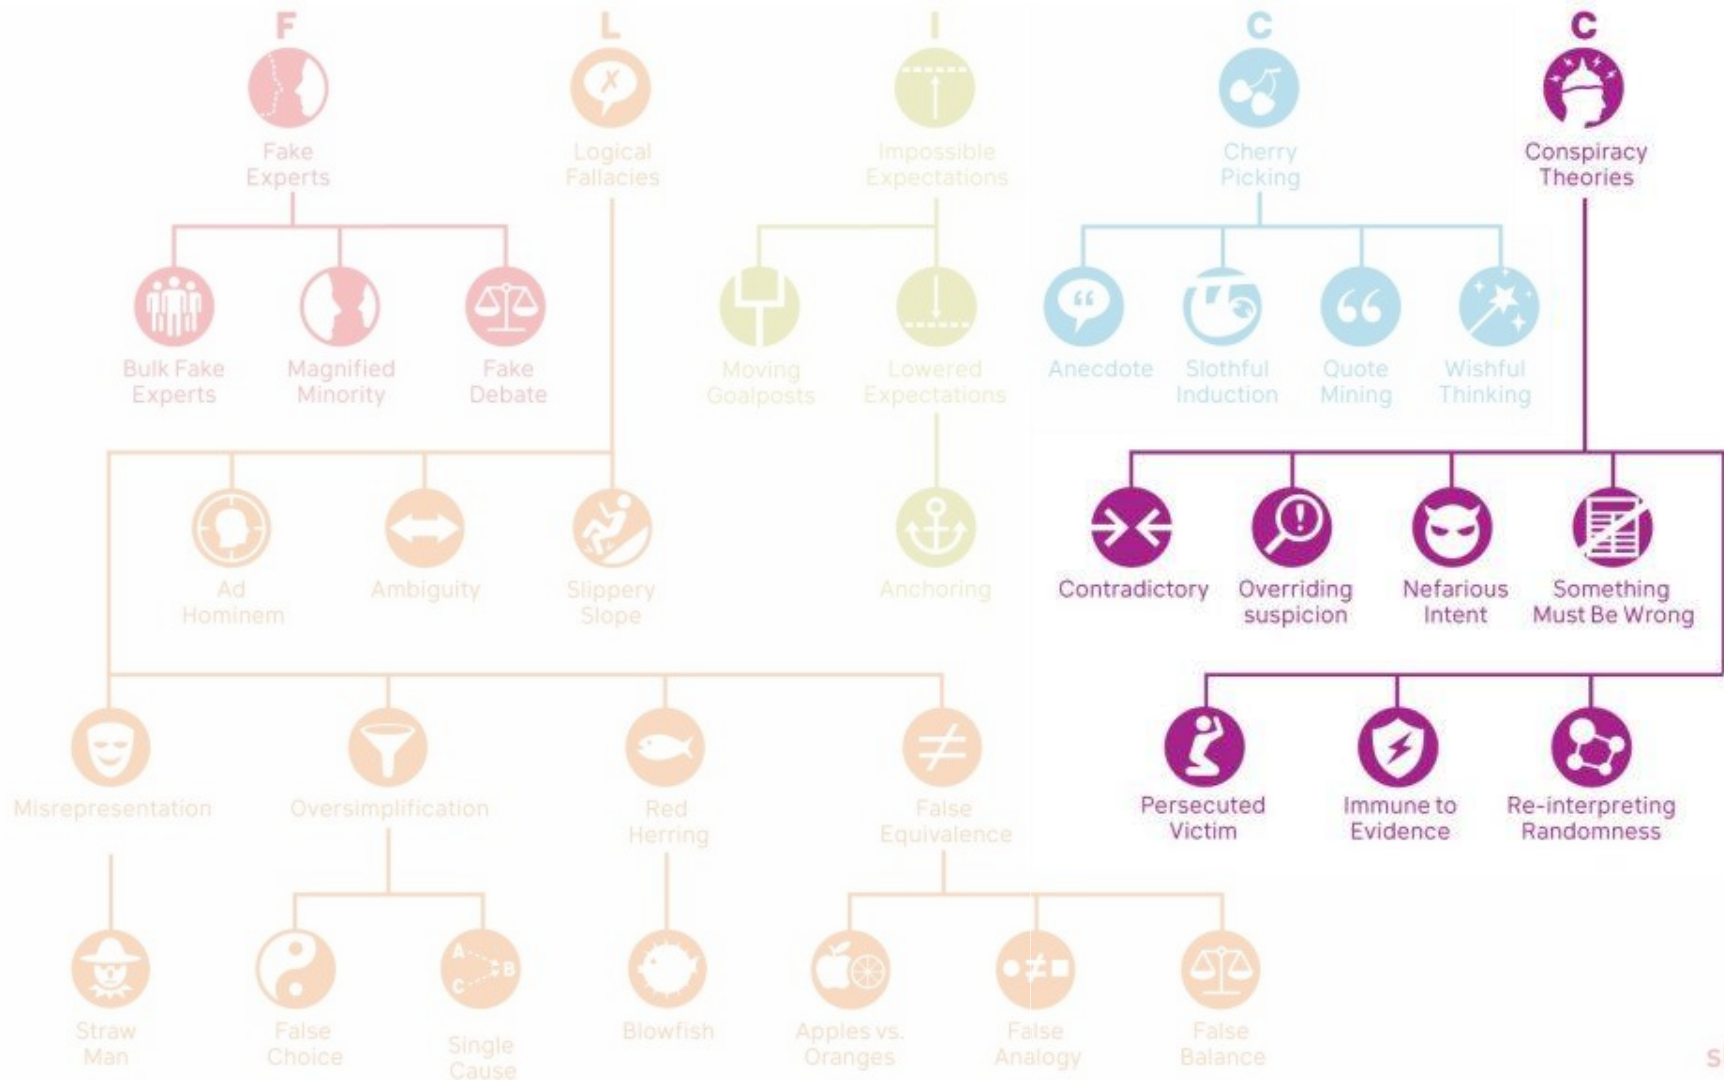 F
L
I
C
C
Fake
Experts
Logical
Fallacies
Impossible
Expectations
Cherry
Picking
Conspiracy
Theories
Bulk Fake
Experts
Magnified
Minority
Fake
Debate
Moving
Goalposts
Lowered
Expectations
Anecdote
Slothful
Induction
Quote
Mining
Wishful
Thinking
Ad
Hominem
Ambiguity
Slippery
Slope
Anchoring
Contradictory
Overriding
suspicion
Nefarious
Intent
Something
Must Be Wrong
Misrepresentation
Oversimplification
Red
Herring
False
Equivalence
Persecuted
Victim
Immune to
Evidence
Re-interpreting
Randomness
A
B
C
Straw
Man
False
Choice
Single
Cause
Blowfish
Apples vs.
Oranges
False
Analogy
False
Balance